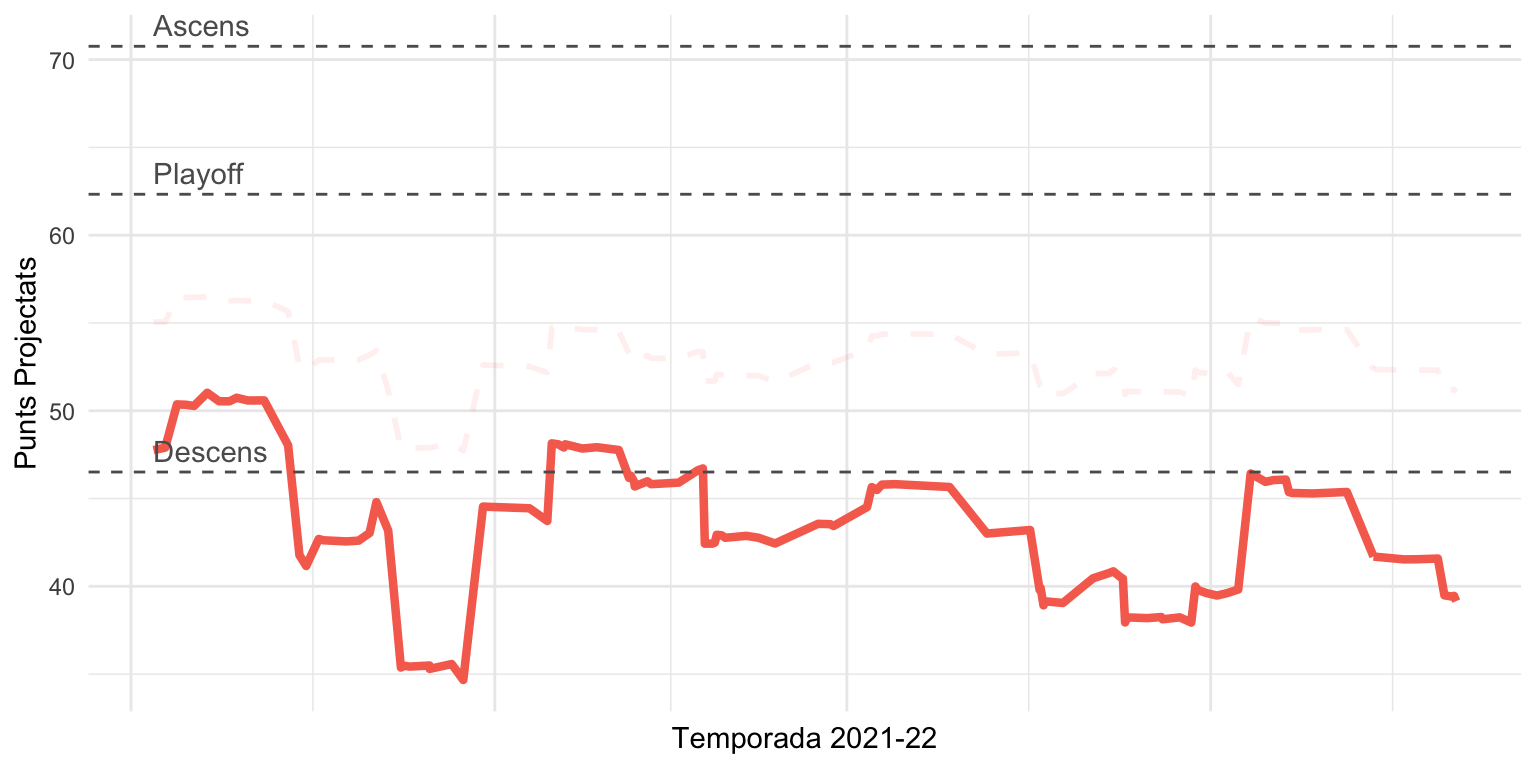 Ascens
70
Playoff
60
Punts Projectats
50
Descens
40
Temporada 2021-22